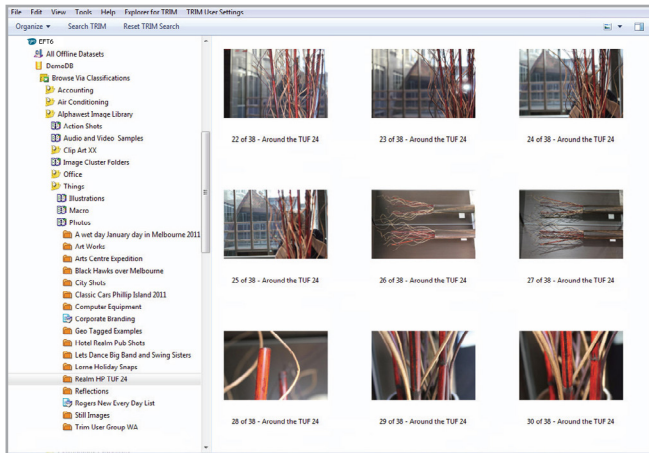 File Edit View Tools Help Explorer for TRIM TRIM User Settings
Organize Search TRIM Reset TRIM Search
EFT6
All Offline Datasets
DemoDB
Browse Via Classifications
Accounting
Air Conditioning
Alphawest Image Library
Action Shots
Audio and Video Samples
Clip Art XX
Image Cluster Folders
Office
Things
Illustrations
Macro
Photos
A wet day January day in Melbourne 2011
Art Works
Arts Centre Expedition
Black Hawks over Melbourne
City Shots
Classic Cars Phillip Island 2011
Computer Equipment
Corporate Branding
Geo Tagged Examples
Hotel Realm Pub Shots
Lets Dance Big Band and Swing Sisters
Lorne Holiday Snaps
Realm HP TUF 24
Reflections
Rogers New Every Day List
Still Images
Trim User Group WA
22 of 38 - Around the TUF 24
23 of 38 - Around the TUF 24
24 of 38 - Around the TUF 24
25 of 38 - Around the TUF 24
26 of 38 - Around the TUF 24
27 of 38 - Around the TUF 24
28 of 38 - Around the TUF 24
29 of 38 - Around the TUF 24
30 of 38 - Around the TUF 24